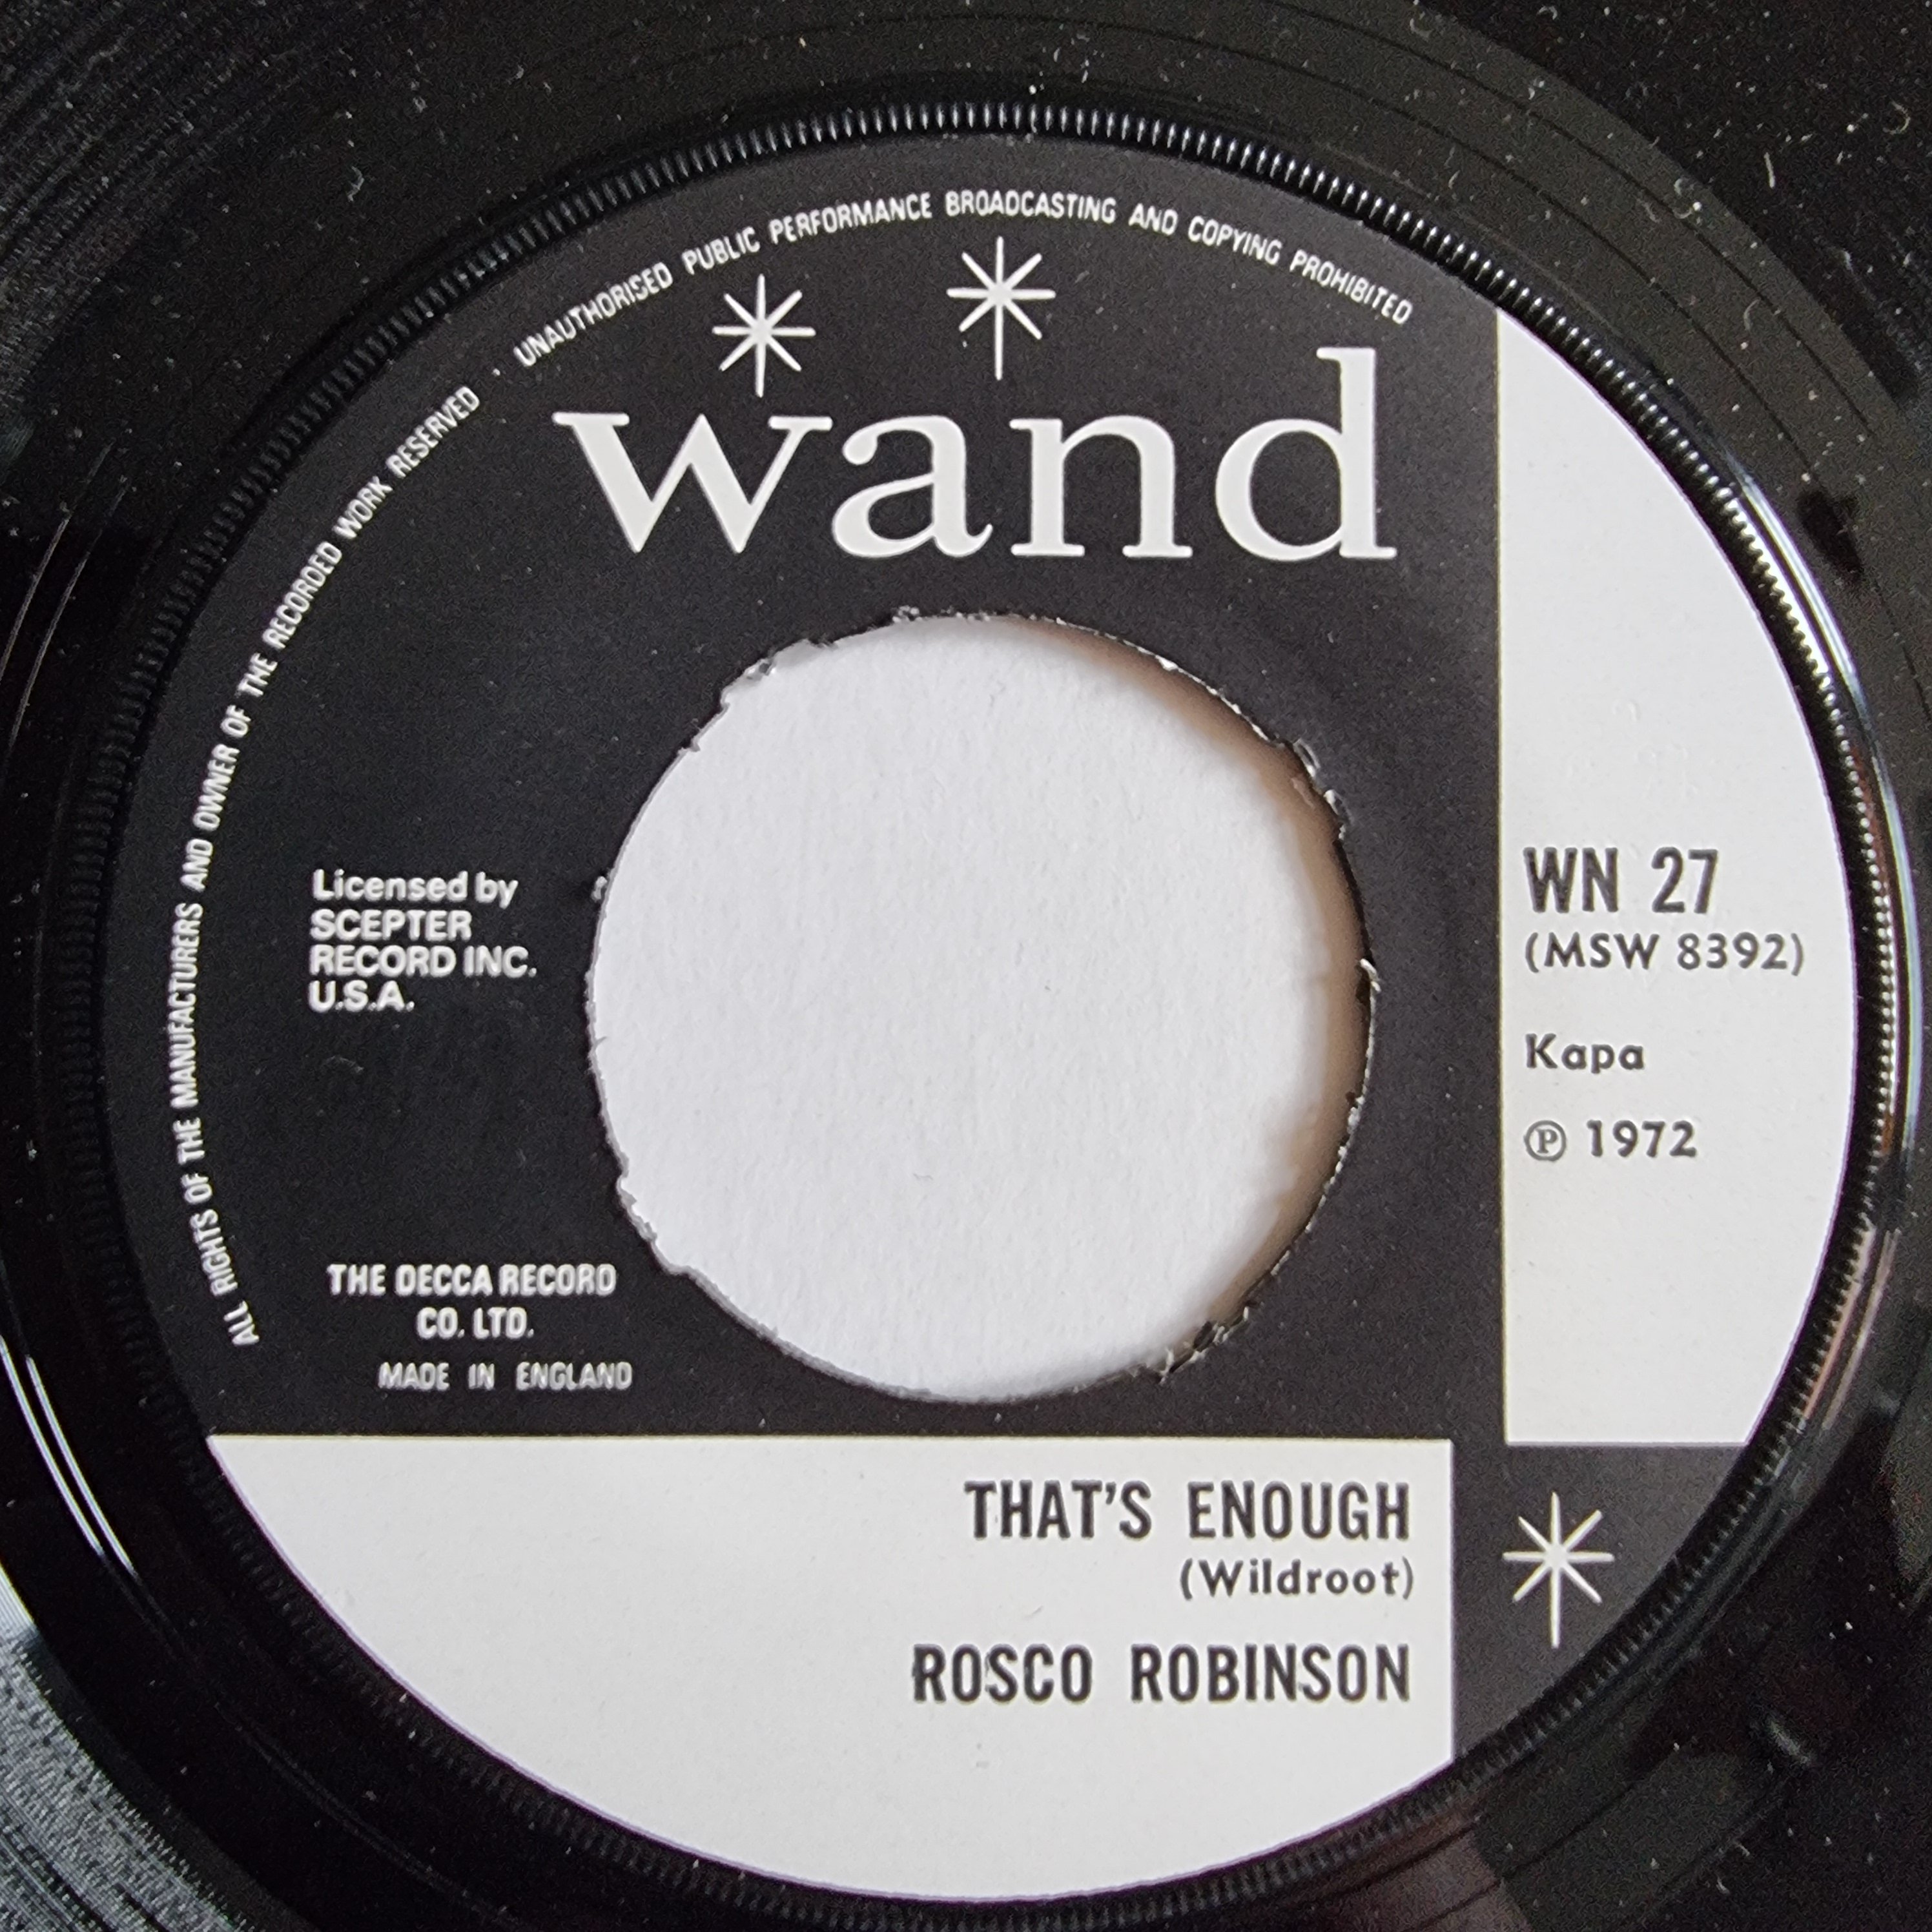 ALL RIGHTS OF THE MANUFACTURERS AND OWNER OF THE RECORDED WORK RESERVED · UNAUTHORISED PUBLIC PERFORMANCE BROADCASTING AND COPYING PROHIBITED
wand
Licensed by
SCEPTER
RECORD INC.
U.S.A.
WN 27
(MSW 8392)
Kapa
℗ 1972
THE DECCA RECORD
CO. LTD.
MADE IN ENGLAND
THAT'S ENOUGH
(Wildroot)
ROSCO ROBINSON